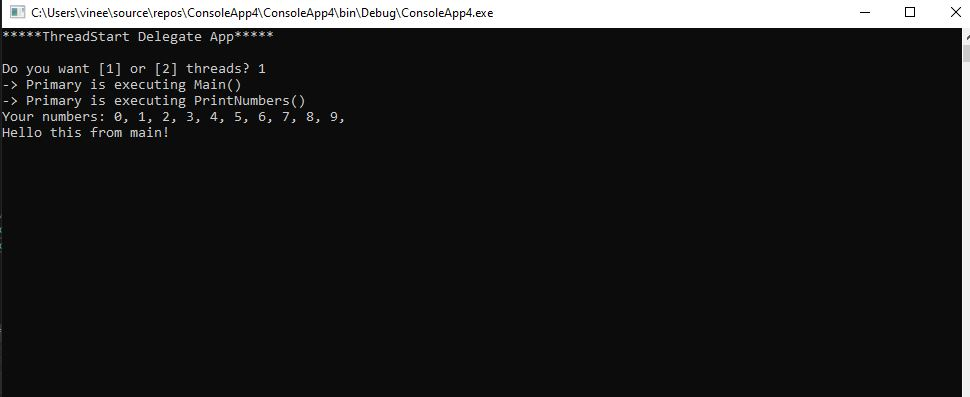 C:\Users\vinee\source\repos\ConsoleApp4\ConsoleApp4\bin\Debug\ConsoleApp4.exe
*****ThreadStart Delegate App*****
Do you want [1] or [2] threads? 1
-> Primary is executing Main()
-> Primary is executing PrintNumbers()
Your numbers: 0, 1, 2, 3, 4, 5, 6, 7, 8, 9,
Hello this from main!